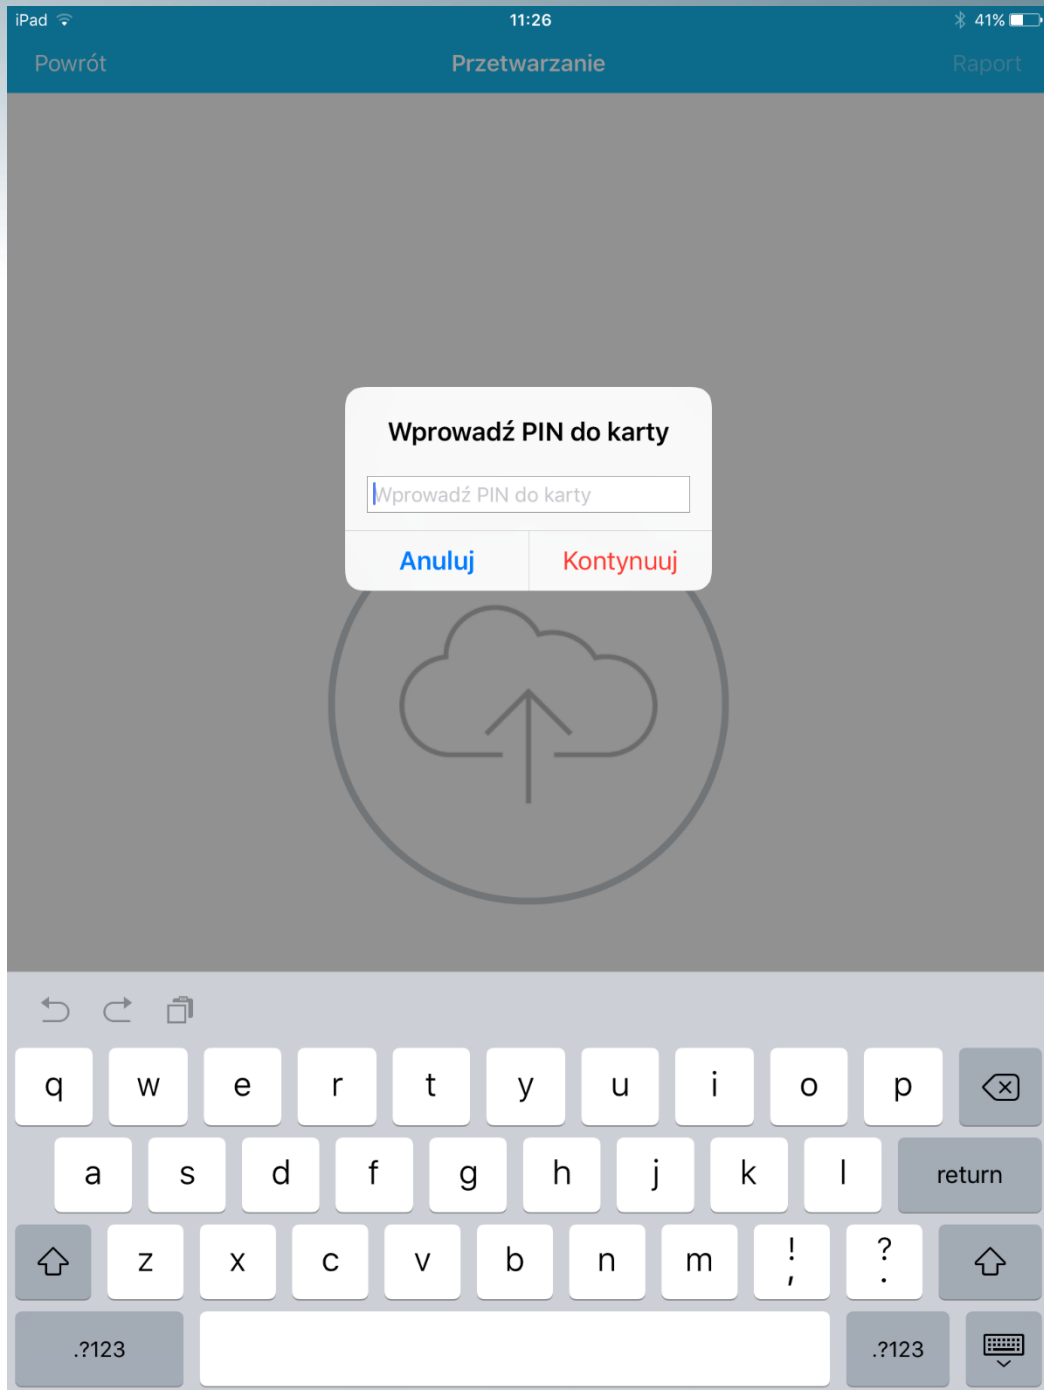 iPad 11:26 41%
Powrót Przetwarzanie Raport
Wprowadź PIN do karty
Wprowadź PIN do karty
Anuluj Kontynuuj
q w e r t y u i o p
a s d f g h j k l return
z x c v b n m ! , ? .
.?123 .?123